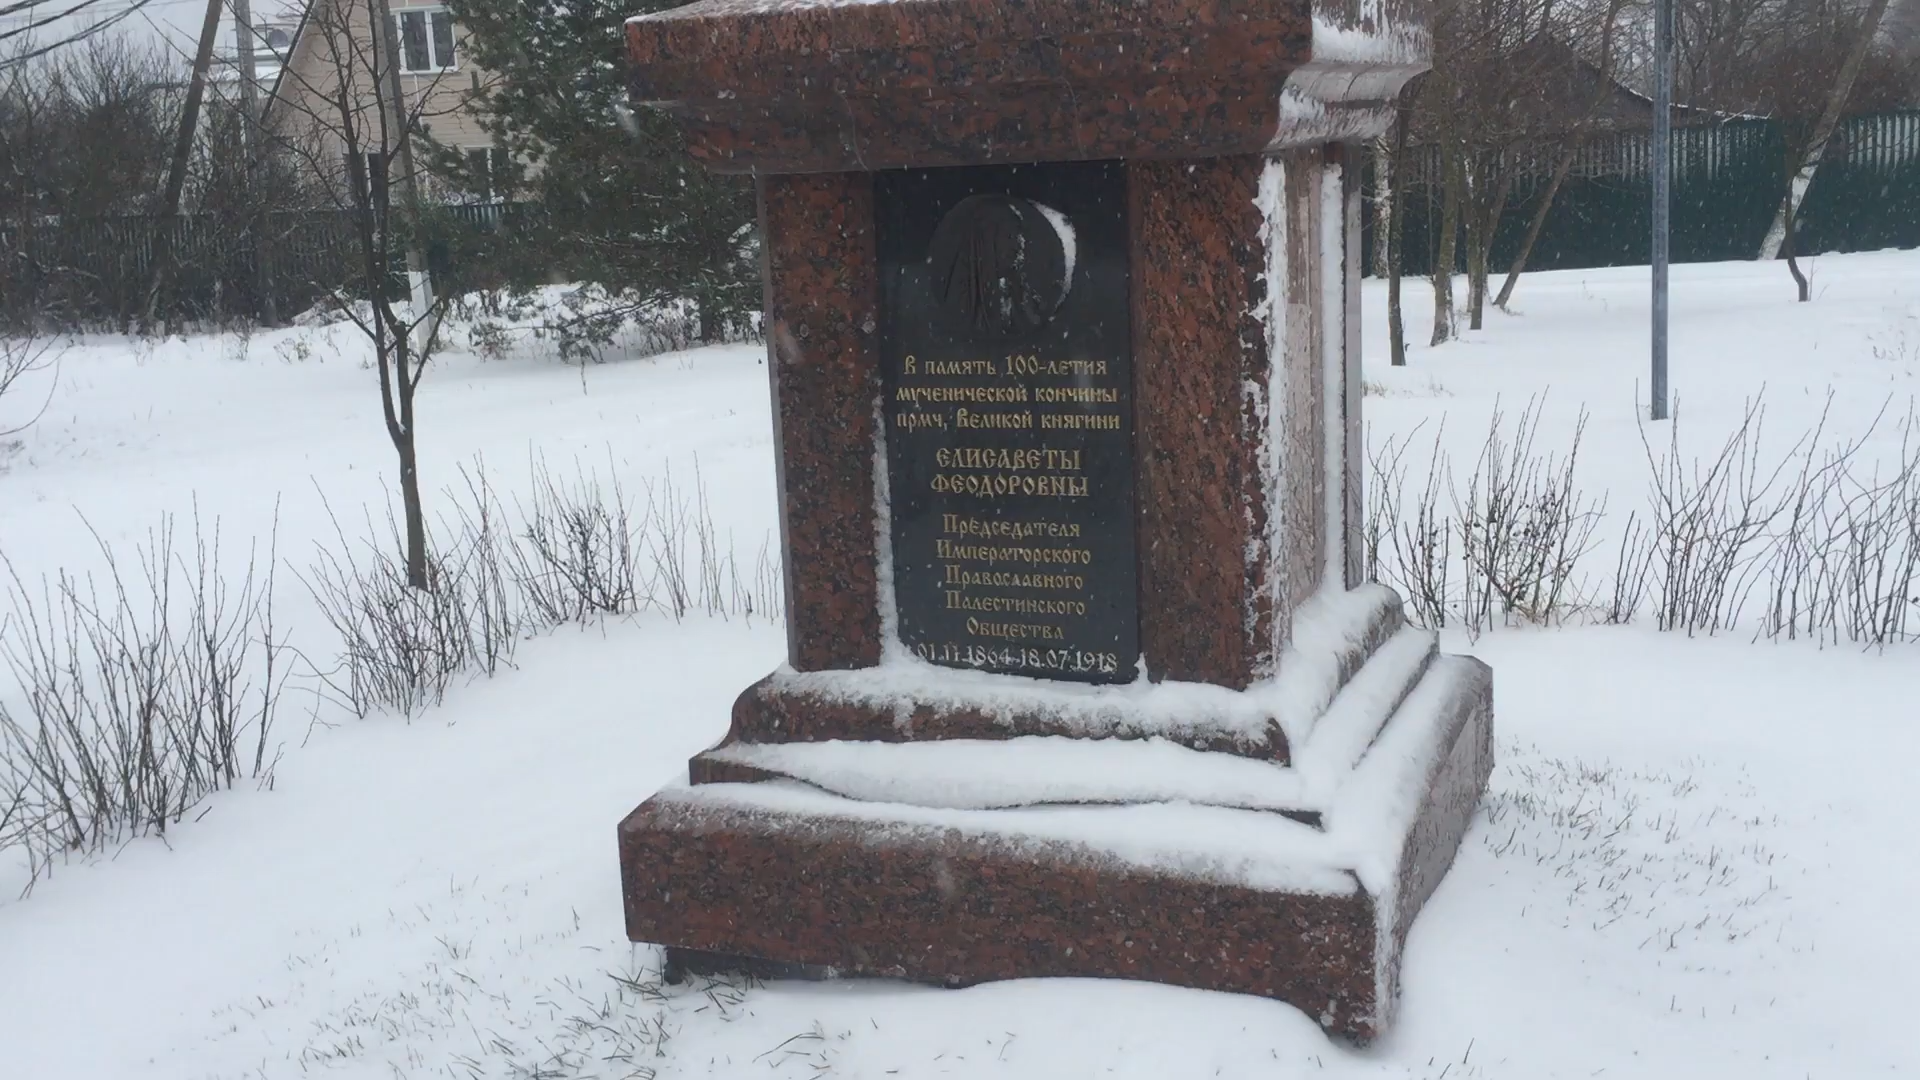 В память 100-летия
мученической кончины
прмч. Великой княгини
Елисаветы
Феодоровны
Председателя
Императорского
Православного
Палестинского
Общества
01.11.1864-18.07.1918